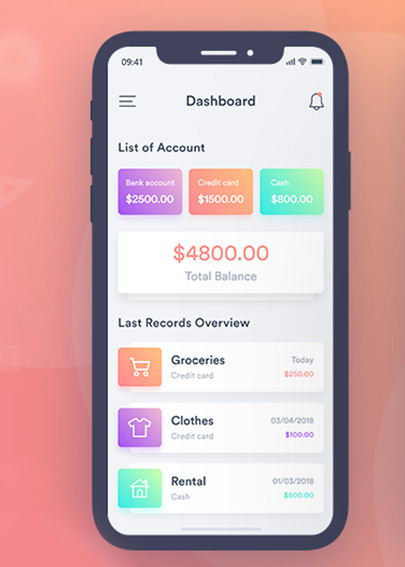 09:41
Dashboard
List of Account
Bank account
$2500.00
Credit card
$1500.00
Cash
$800.00
$4800.00
Total Balance
Last Records Overview
Groceries
Today
Credit card
$250.00
Clothes
03/04/2018
Credit card
$100.00
Rental
01/03/2018
Cash
$500.00